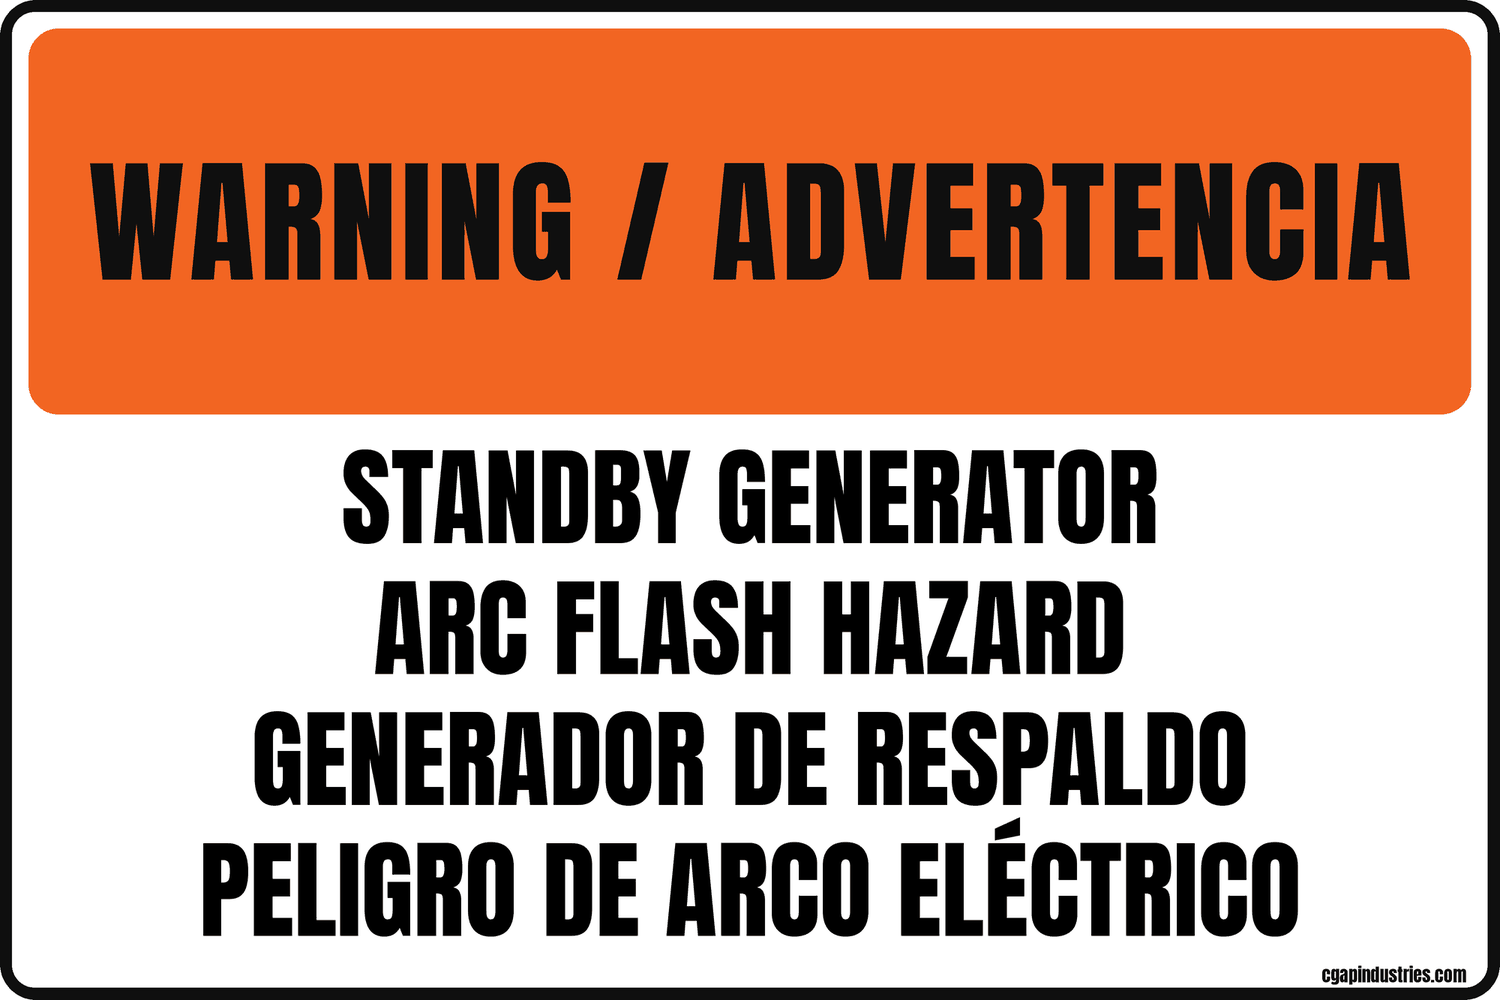 WARNING / ADVERTENCIA
STANDBY GENERATOR
ARC FLASH HAZARD
GENERADOR DE RESPALDO
PELIGRO DE ARCO ELÉCTRICO
cgapindustries.com